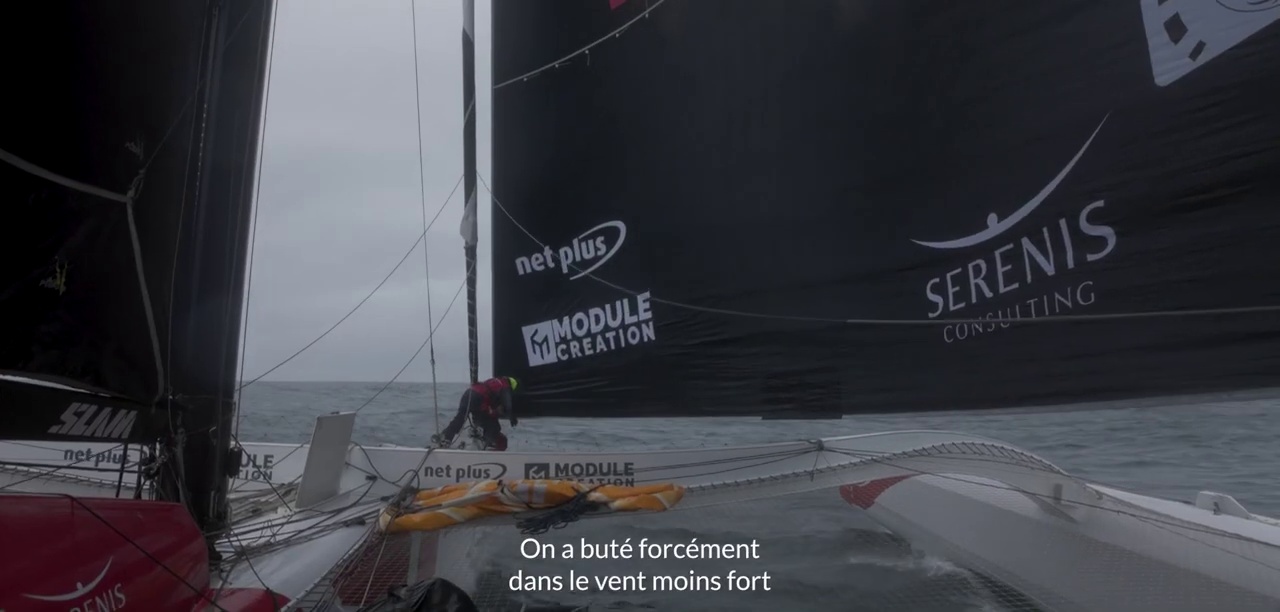 net plus
MODULE
CREATION
SERENIS
CONSULTING
SLAM
net plus
net plus
MODULE
CREATION
On a buté forcément
dans le vent moins fort